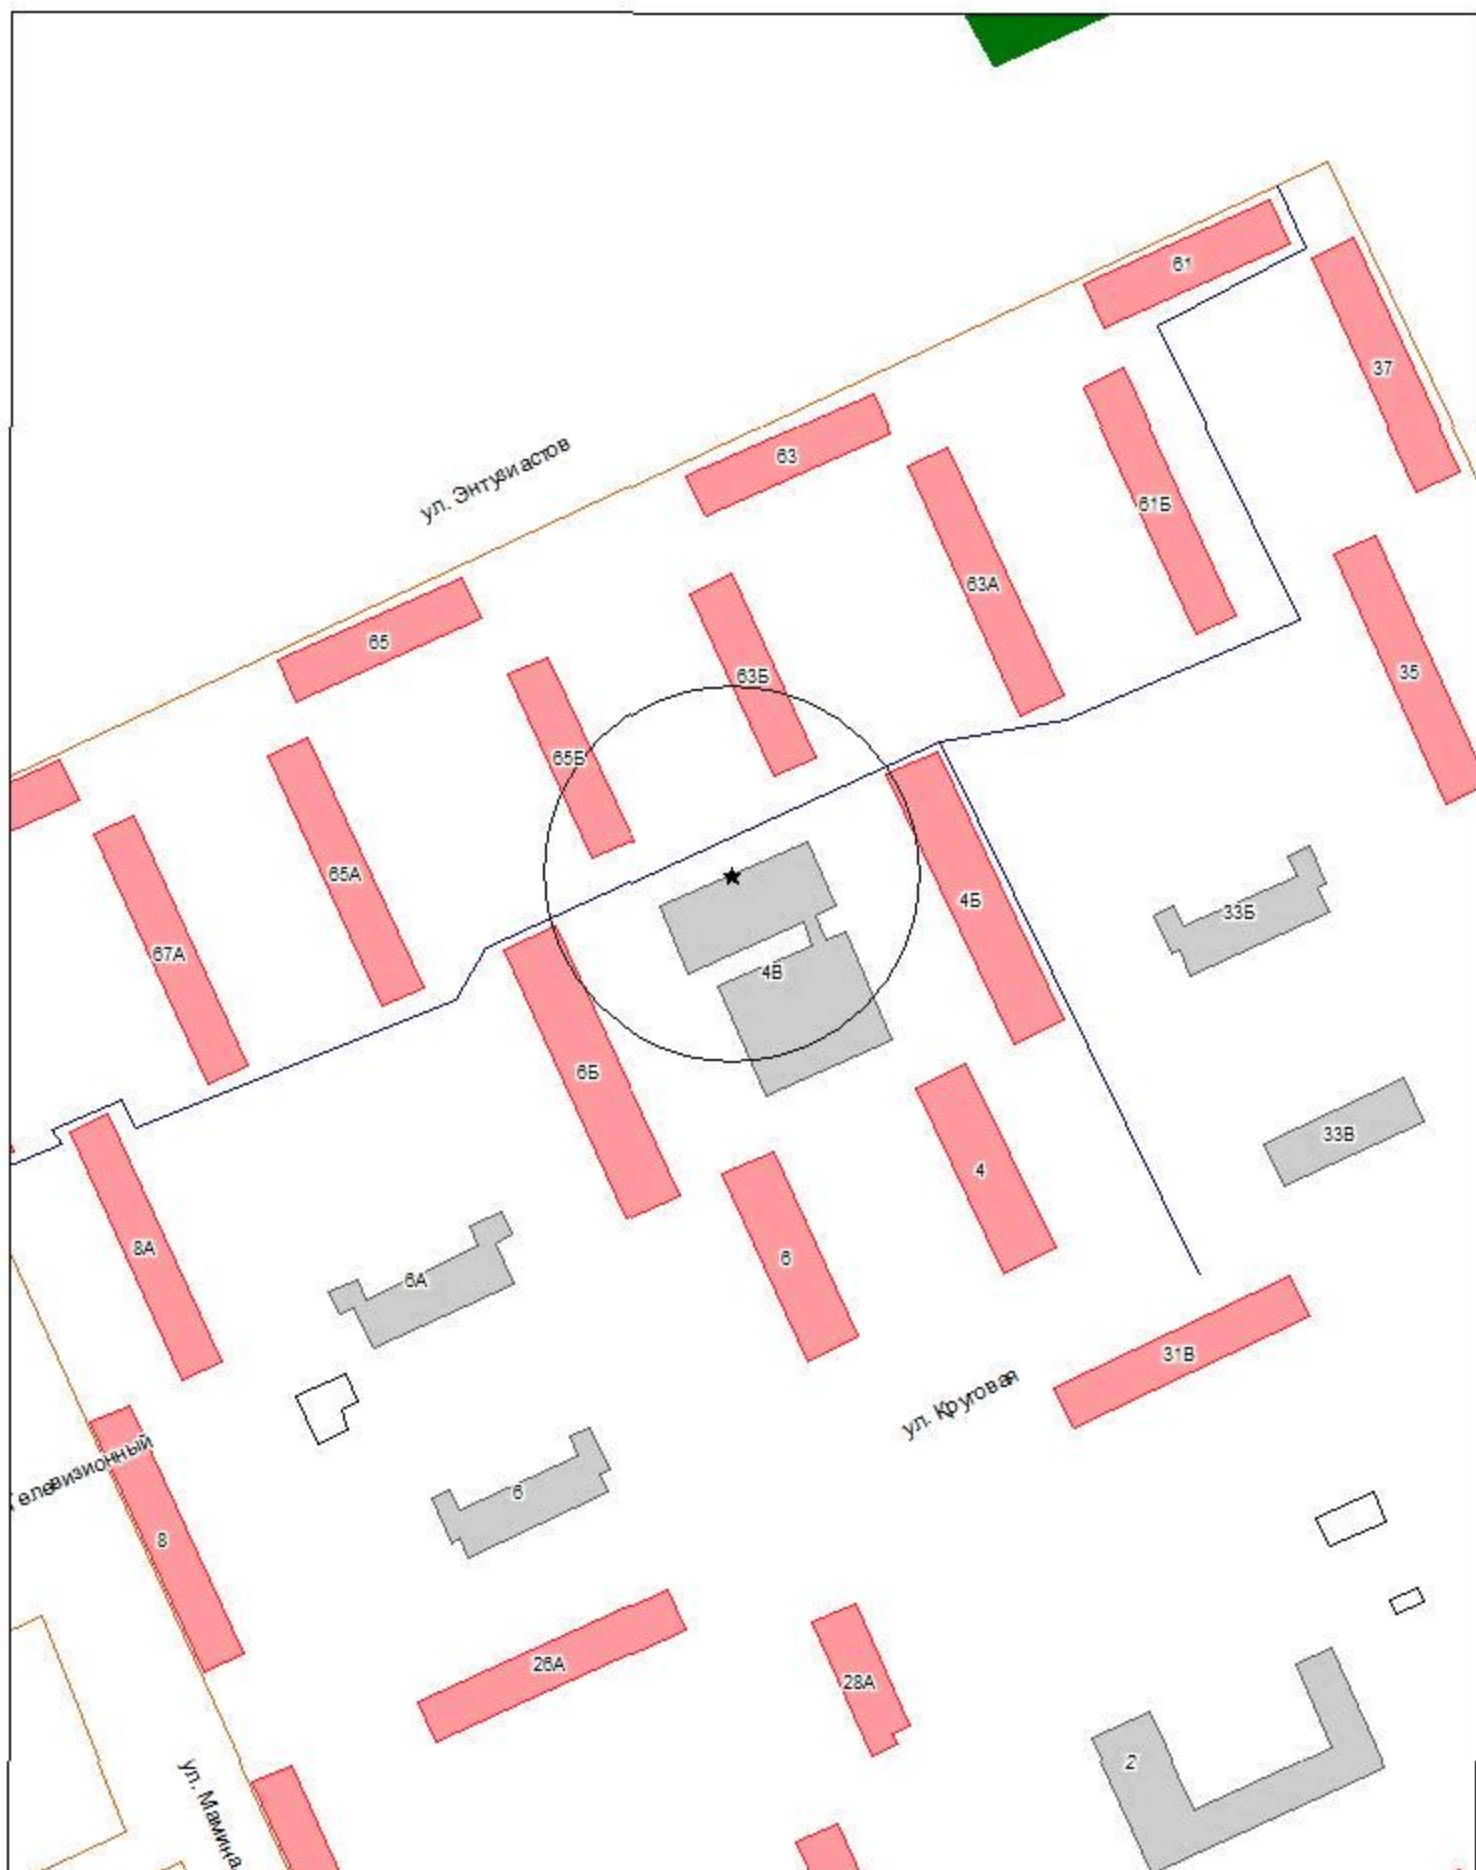 61
37
63
ул. Энтузиастов
61Б
63А
65
63Б
35
65Б
65А
4Б
33Б
67А
4В
6Б
33В
4
8А
6
6А
31В
ул. Круговая
Телевизионный
6
8
26А
28А
2
ул. Мамина